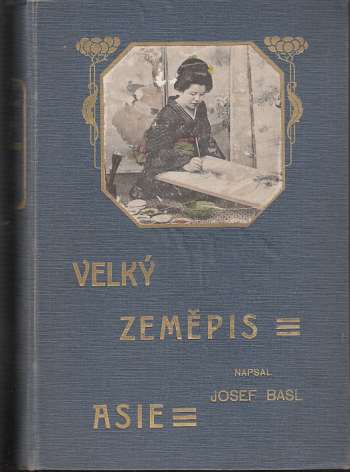 VELKÝ
ZEMĚPIS
NAPSAL
JOSEF BASL
ASIE